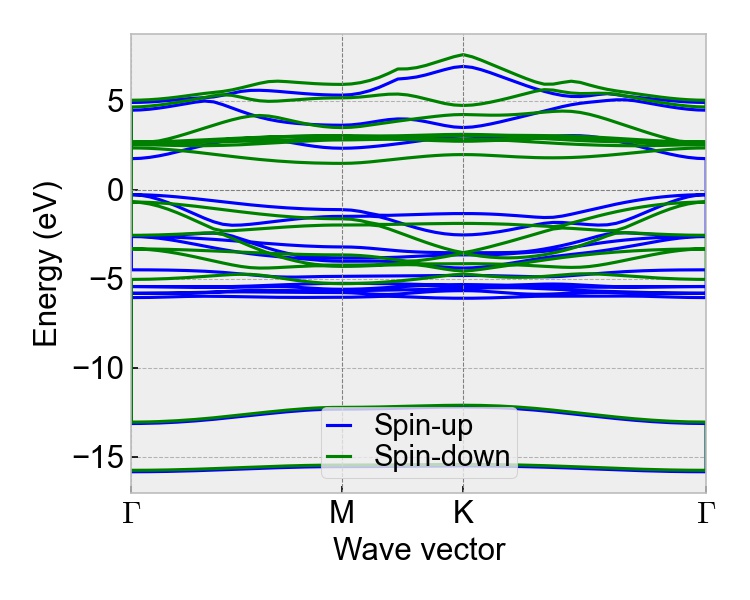 Energy (eV)
5
0
−5
−10
−15
Spin-up
Spin-down
Γ M K Γ
Wave vector